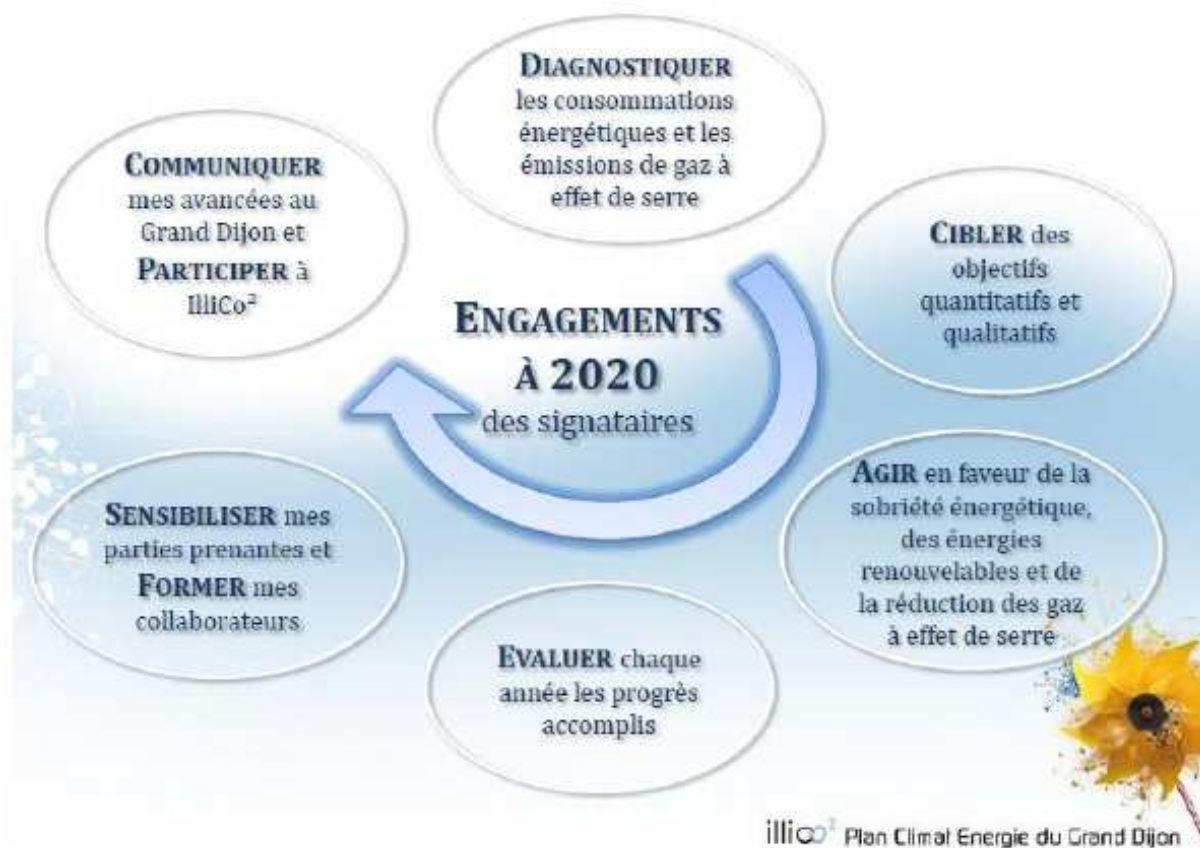 DIAGNOSTIQUER
les consommations
énergétiques et les
émissions de gaz à
effet de serre
CIBLER des
objectifs
quantitatifs et
qualitatifs
AGIR en faveur de la
sobriété énergétique,
des énergies
renouvelables et de
la réduction des gaz
à effet de serre
EVALUER chaque
année les progrès
accomplis
SENSIBILISER mes
parties prenantes et
FORMER mes
collaborateurs
COMMUNIQUER
mes avancées au
Grand Dijon et
PARTICIPER à
IlliCo²
ENGAGEMENTS
À 2020
des signataires
illico² Plan Climat Energie du Grand Dijon